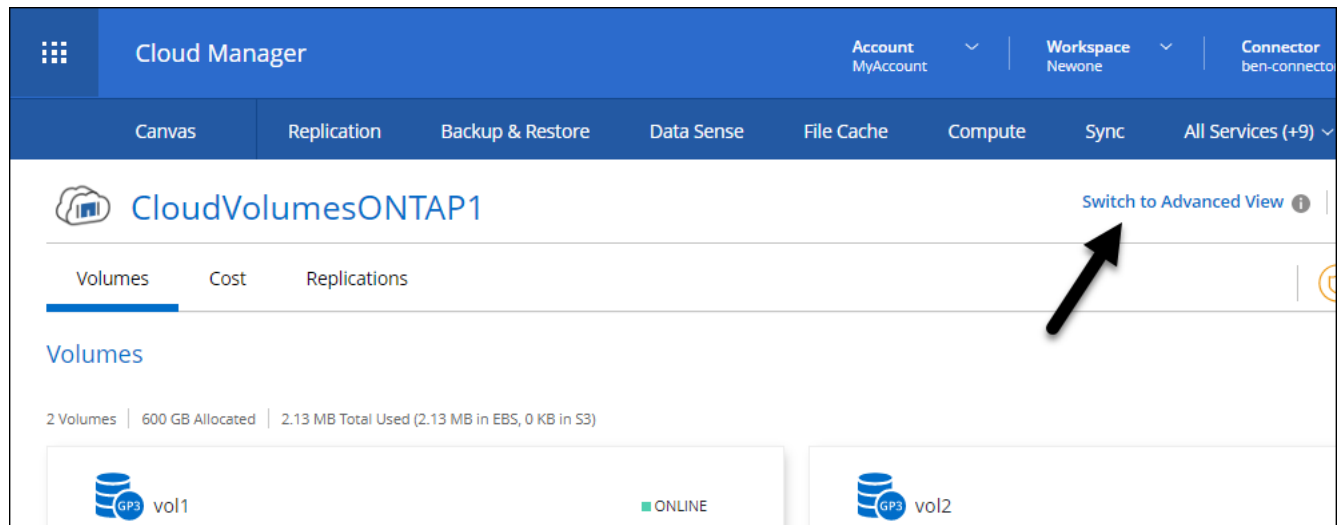 Cloud Manager
Account
MyAccount
Workspace
Newone
Connector
ben-connector
Canvas
Replication
Backup & Restore
Data Sense
File Cache
Compute
Sync
All Services (+9)
CloudVolumesONTAP1
Switch to Advanced View
Volumes
Cost
Replications
Volumes
2 Volumes | 600 GB Allocated | 2.13 MB Total Used (2.13 MB in EBS, 0 KB in S3)
GP3
vol1
ONLINE
GP3
vol2